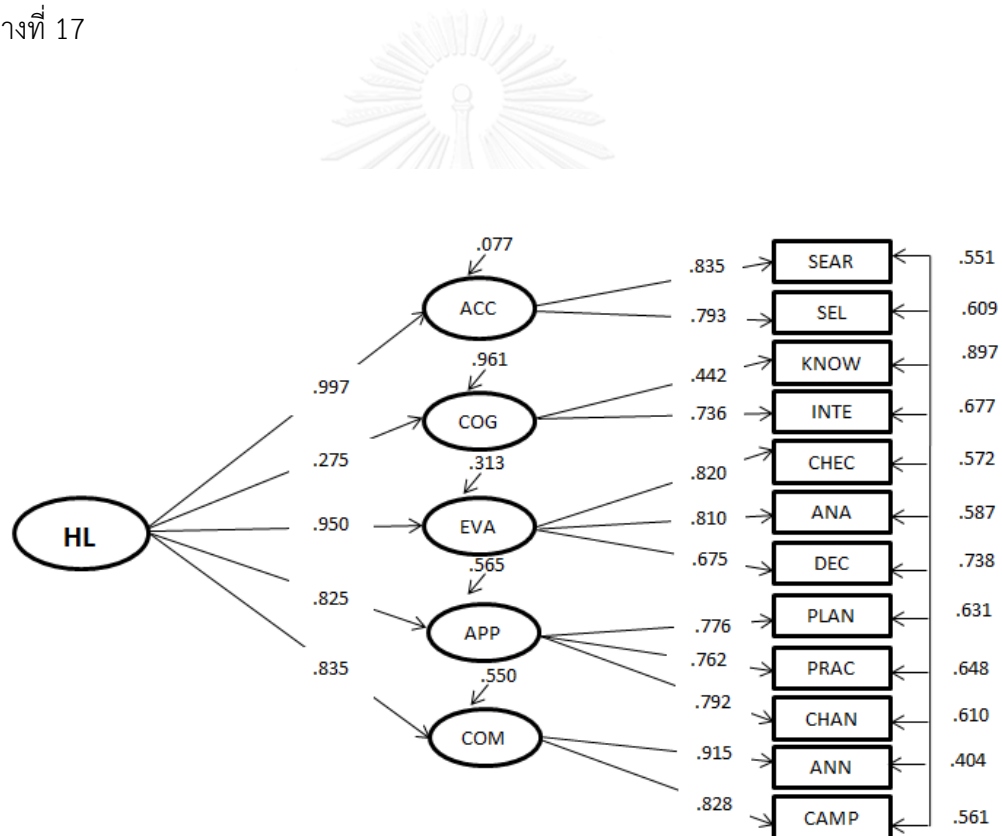 างที่ 17
.077
.835
SEAR
.551
ACC
.793
SEL
.609
.997
.961
.442
KNOW
.897
COG
.736
INTE
.677
.275
.313
.820
CHEC
.572
HL
.950
EVA
.810
ANA
.587
.675
DEC
.738
.565
.825
APP
.776
PLAN
.631
.762
PRAC
.648
.835
.550
.792
CHAN
.610
COM
.915
ANN
.404
.828
CAMP
.561